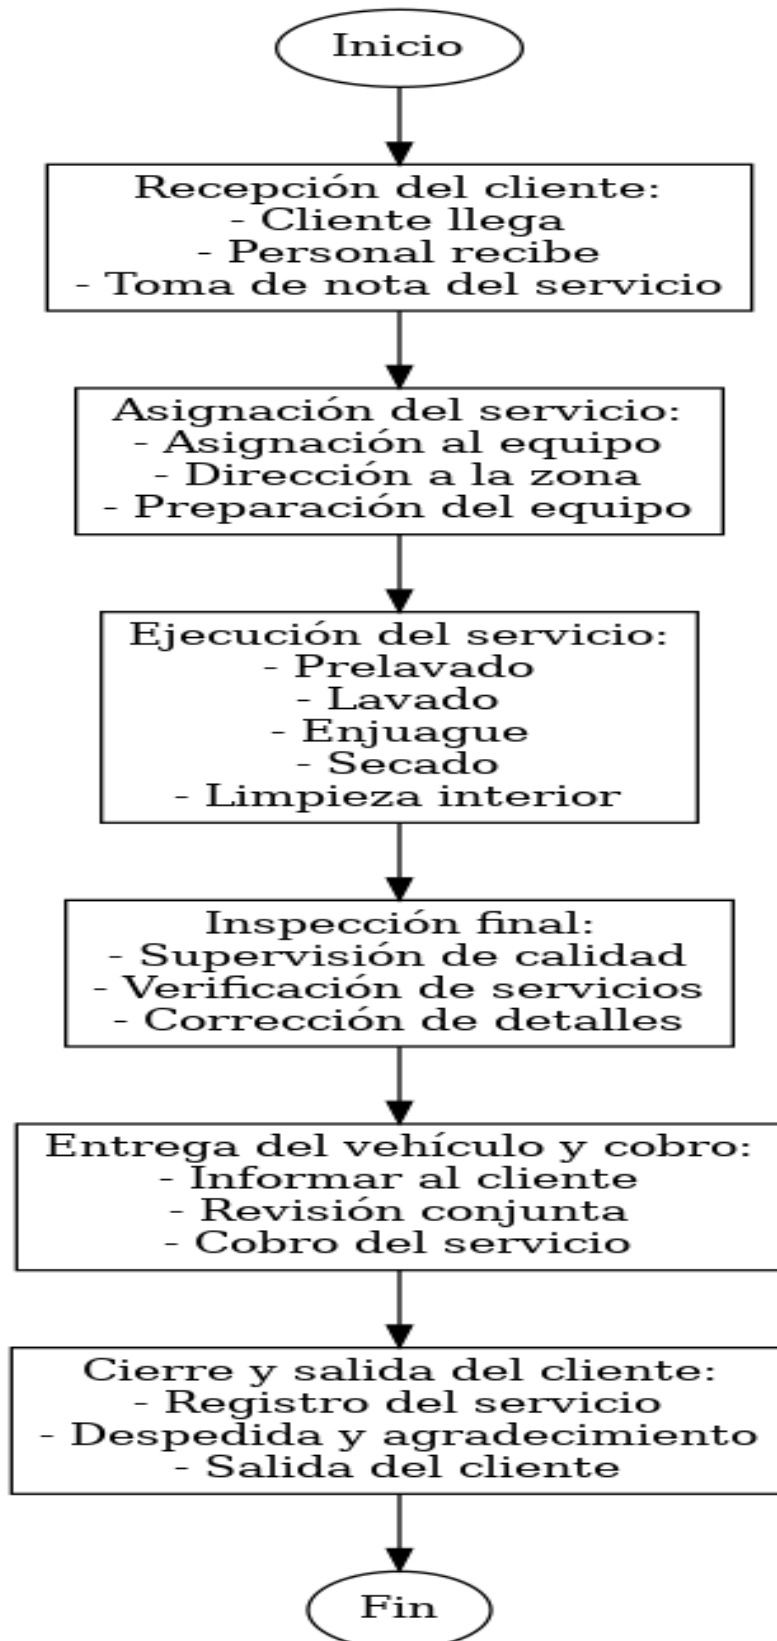 Inicio
Recepción del cliente:
- Cliente llega
- Personal recibe
- Toma de nota del servicio
Asignación del servicio:
- Asignación al equipo
- Dirección a la zona
- Preparación del equipo
Ejecución del servicio:
- Prelavado
- Lavado
- Enjuague
- Secado
- Limpieza interior
Inspección final:
- Supervisión de calidad
- Verificación de servicios
- Corrección de detalles
Entrega del vehículo y cobro:
- Informar al cliente
- Revisión conjunta
- Cobro del servicio
Cierre y salida del cliente:
- Registro del servicio
- Despedida y agradecimiento
- Salida del cliente
Fin